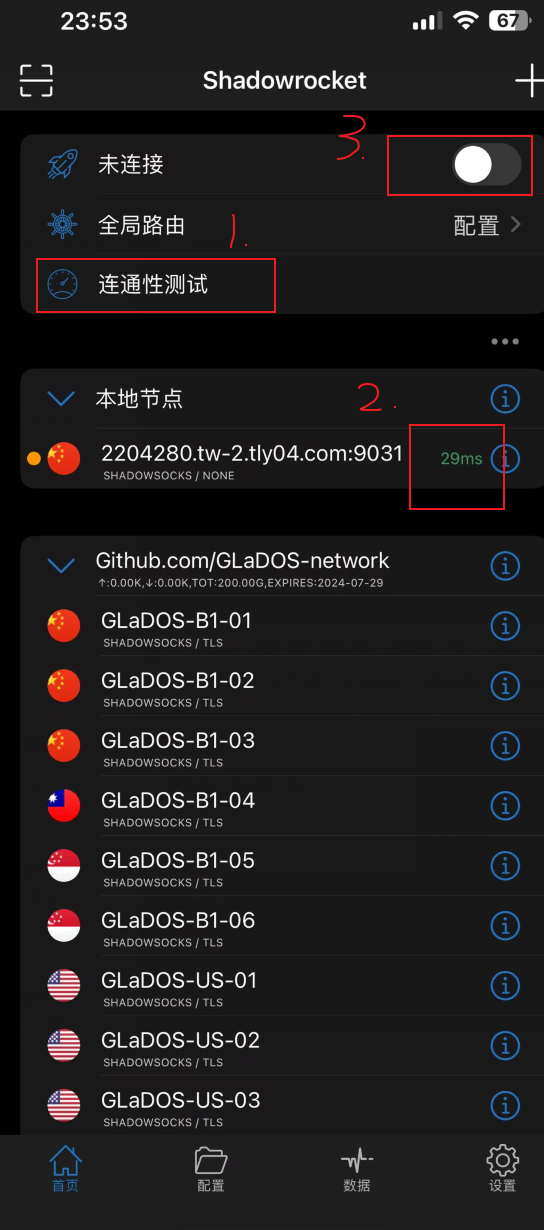 23:53
67
Shadowrocket
3.
未连接
全局路由
1.
配置
连通性测试
本地节点
2.
2204280.tw-2.tly04.com:9031
29ms
SHADOWSOCKS / NONE
Github.com/GLaDOS-network
↑:0.00K,↓:0.00K,TOT:200.00G,EXPIRES:2024-07-29
GLaDOS-B1-01
SHADOWSOCKS / TLS
GLaDOS-B1-02
SHADOWSOCKS / TLS
GLaDOS-B1-03
SHADOWSOCKS / TLS
GLaDOS-B1-04
SHADOWSOCKS / TLS
GLaDOS-B1-05
SHADOWSOCKS / TLS
GLaDOS-B1-06
SHADOWSOCKS / TLS
GLaDOS-US-01
SHADOWSOCKS / TLS
GLaDOS-US-02
SHADOWSOCKS / TLS
GLaDOS-US-03
SHADOWSOCKS / TLS
首页
配置
数据
设置